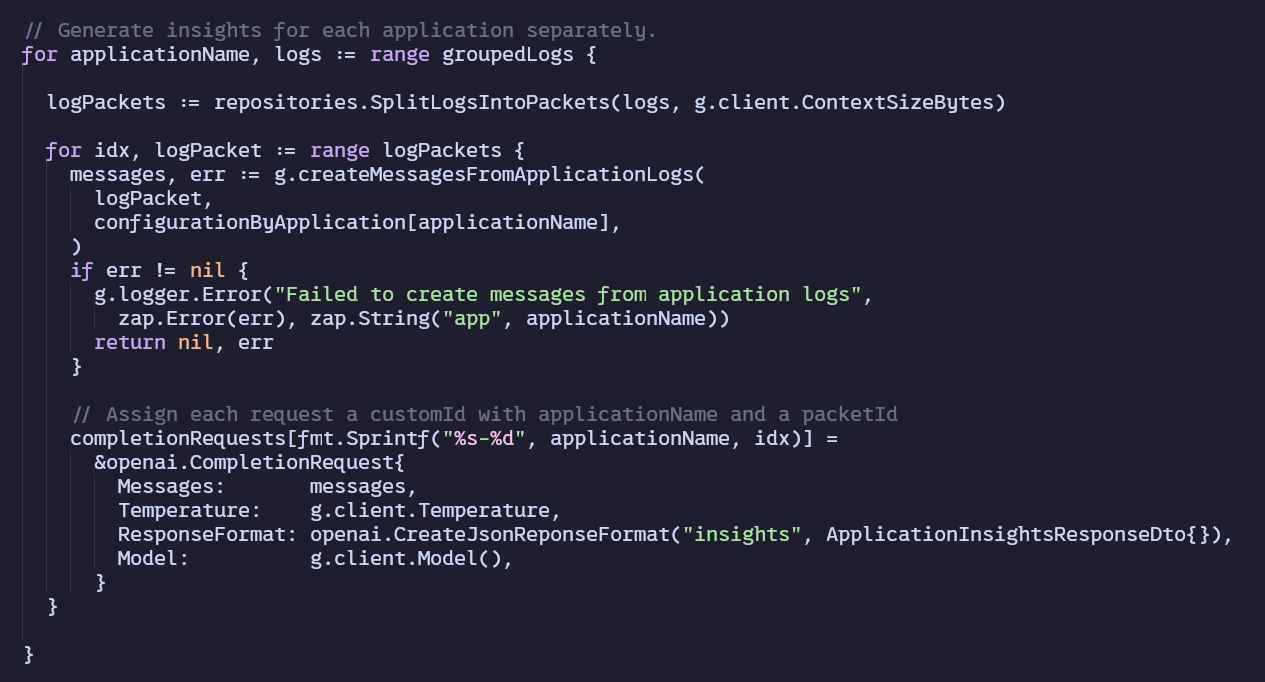 // Generate insights for each application separately.
for applicationName, logs := range groupedLogs {
logPackets := repositories.SplitLogsIntoPackets(logs, g.client.ContextSizeBytes)
for idx, logPacket := range logPackets {
messages, err := g.createMessagesFromApplicationLogs(
logPacket,
configurationByApplication[applicationName],
)
if err != nil {
g.logger.Error("Failed to create messages from application logs",
zap.Error(err), zap.String("app", applicationName))
return nil, err
}
// Assign each request a customId with applicationName and a packetId
completionRequests[fmt.Sprintf("%s-%d", applicationName, idx)] =
&openai.CompletionRequest{
Messages: messages,
Temperature: g.client.Temperature,
ResponseFormat: openai.CreateJsonReponseFormat("insights", ApplicationInsightsResponseDto{}),
Model: g.client.Model(),
}
}
}